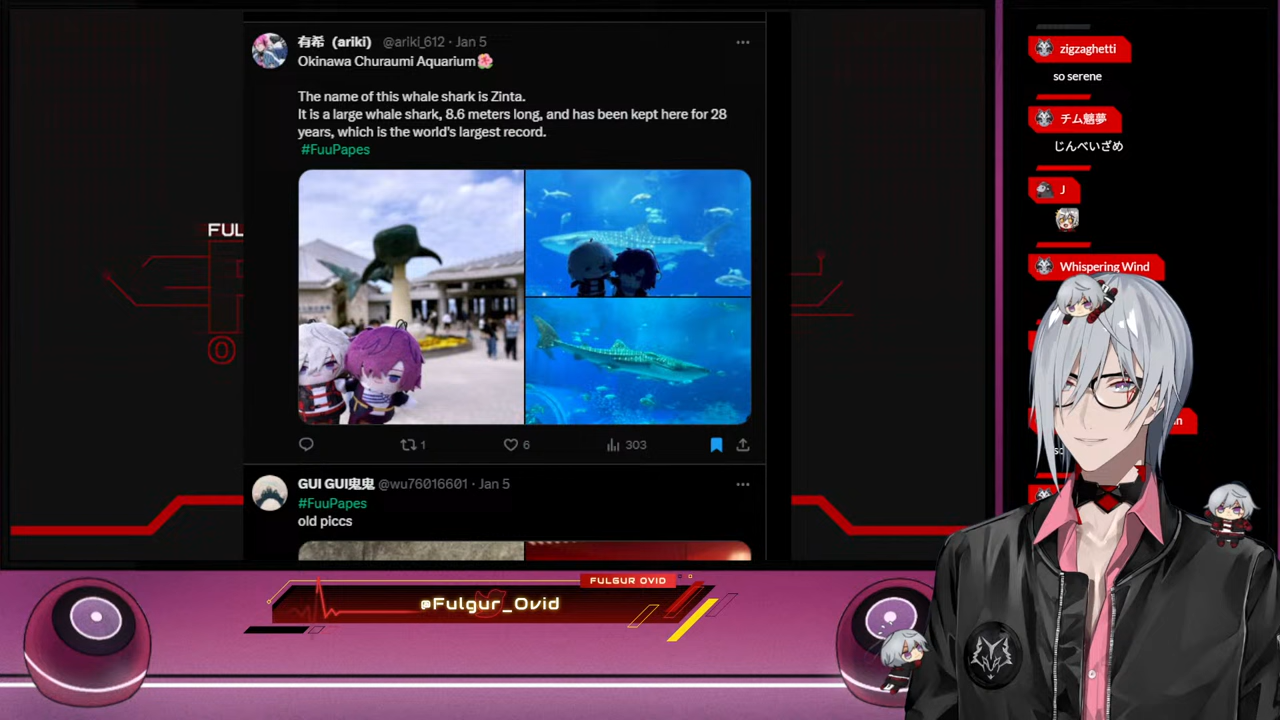 有希 (ariki) @ariki_612 · Jan 5
Okinawa Churaumi Aquarium🌺
The name of this whale shark is Zinta.
It is a large whale shark, 8.6 meters long, and has been kept here for 28
years, which is the world's largest record.
#FuuPapes
1
6
303
GUI GUI鬼鬼 @wu76016601 · Jan 5
#FuuPapes
old piccs
FUL
O
FULGUR OVID
@Fulgur_Ovid
zigzaghetti
so serene
チム魑夢
じんべいざめ
J
Whispering Wind